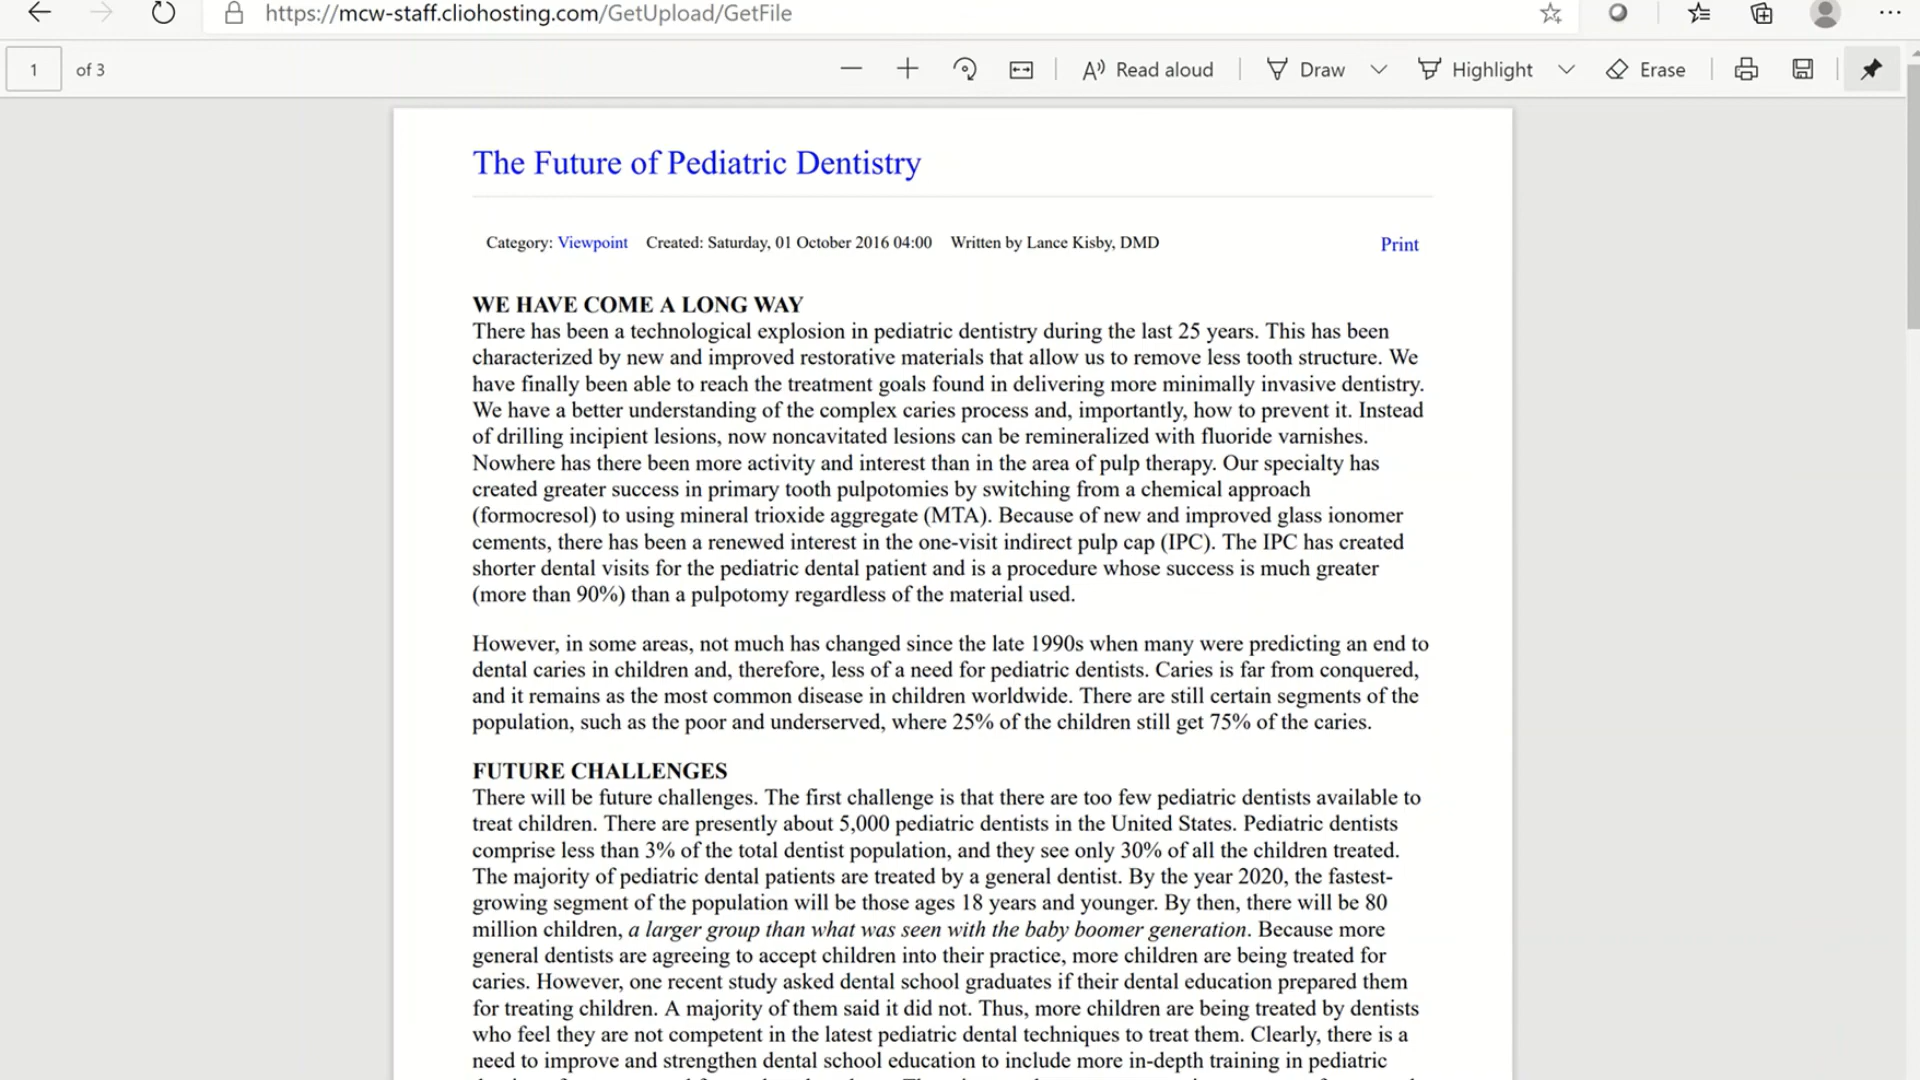 https://mcw-staff.cliohosting.com/GetUpload/GetFile
1 of 3 Read aloud Draw Highlight Erase
The Future of Pediatric Dentistry
Category: Viewpoint Created: Saturday, 01 October 2016 04:00 Written by Lance Kisby, DMD Print
WE HAVE COME A LONG WAY
There has been a technological explosion in pediatric dentistry during the last 25 years. This has been
characterized by new and improved restorative materials that allow us to remove less tooth structure. We
have finally been able to reach the treatment goals found in delivering more minimally invasive dentistry.
We have a better understanding of the complex caries process and, importantly, how to prevent it. Instead
of drilling incipient lesions, now noncavitated lesions can be remineralized with fluoride varnishes.
Nowhere has there been more activity and interest than in the area of pulp therapy. Our specialty has
created greater success in primary tooth pulpotomies by switching from a chemical approach
(formocresol) to using mineral trioxide aggregate (MTA). Because of new and improved glass ionomer
cements, there has been a renewed interest in the one-visit indirect pulp cap (IPC). The IPC has created
shorter dental visits for the pediatric dental patient and is a procedure whose success is much greater
(more than 90%) than a pulpotomy regardless of the material used.
However, in some areas, not much has changed since the late 1990s when many were predicting an end to
dental caries in children and, therefore, less of a need for pediatric dentists. Caries is far from conquered,
and it remains as the most common disease in children worldwide. There are still certain segments of the
population, such as the poor and underserved, where 25% of the children still get 75% of the caries.
FUTURE CHALLENGES
There will be future challenges. The first challenge is that there are too few pediatric dentists available to
treat children. There are presently about 5,000 pediatric dentists in the United States. Pediatric dentists
comprise less than 3% of the total dentist population, and they see only 30% of all the children treated.
The majority of pediatric dental patients are treated by a general dentist. By the year 2020, the fastest-
growing segment of the population will be those ages 18 years and younger. By then, there will be 80
million children, a larger group than what was seen with the baby boomer generation. Because more
general dentists are agreeing to accept children into their practice, more children are being treated for
caries. However, one recent study asked dental school graduates if their dental education prepared them
for treating children. A majority of them said it did not. Thus, more children are being treated by dentists
who feel they are not competent in the latest pediatric dental techniques to treat them. Clearly, there is a
need to improve and strengthen dental school education to include more in-depth training in pediatric